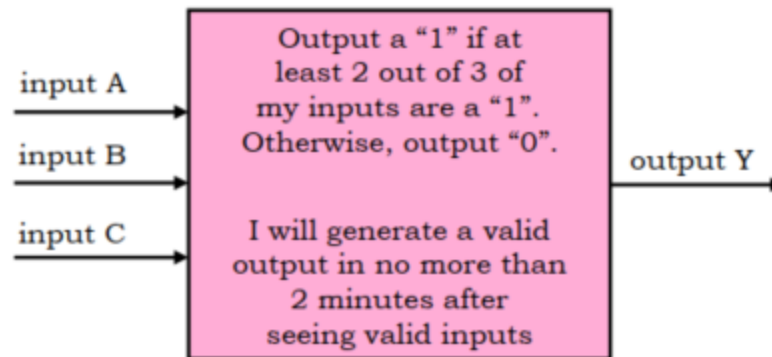 input A
input B
input C
Output a “1” if at
least 2 out of 3 of
my inputs are a “1”.
Otherwise, output “0”.
I will generate a valid
output in no more than
2 minutes after
seeing valid inputs
output Y